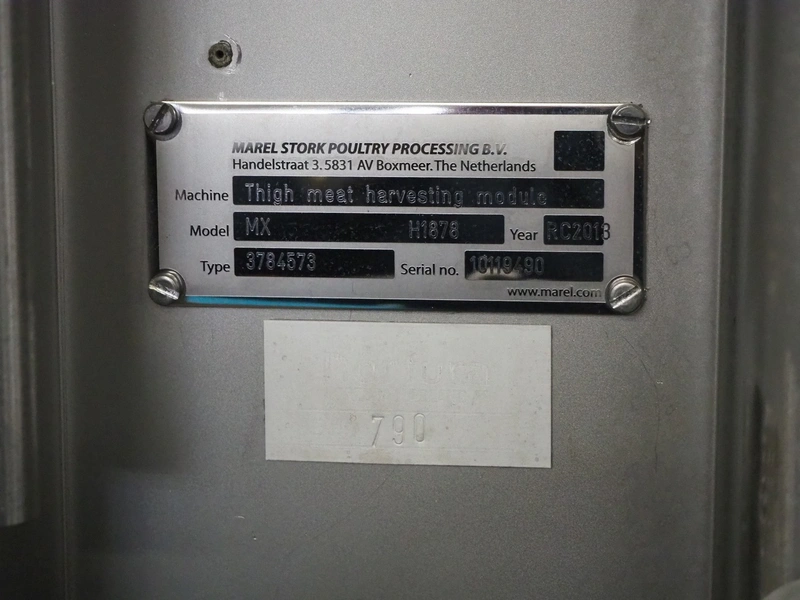 MAREL STORK POULTRY PROCESSING B.V.
Handelstraat 3.5831 AV Boxmeer. The Netherlands
Machine Thigh meat harvesting module
Model MX H1878 Year RC2018
Type 3784573 Serial no. 10119490
www.marel.com
790